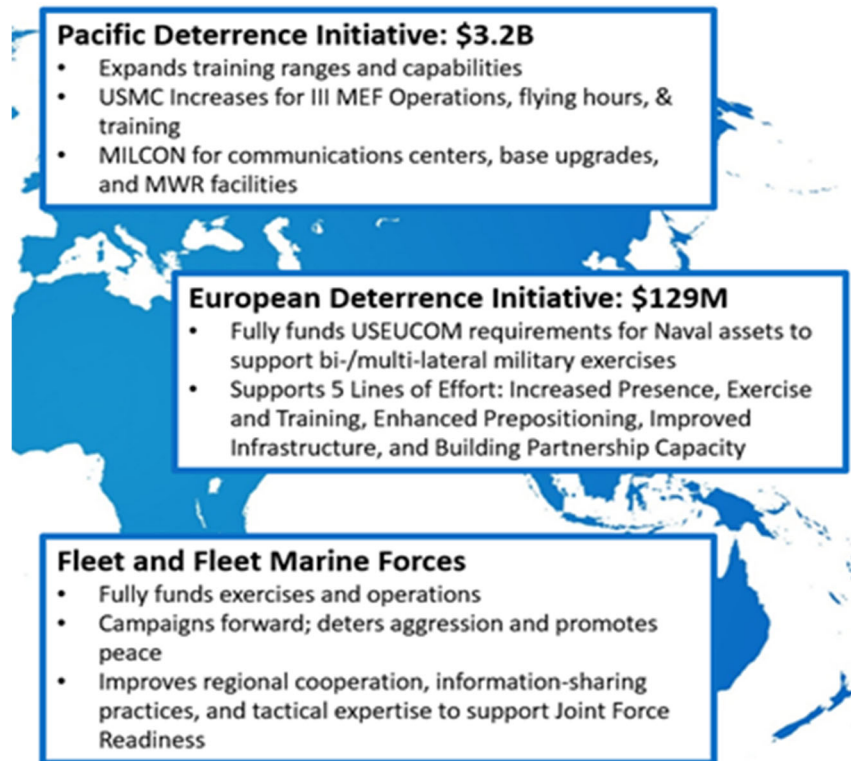 Pacific Deterrence Initiative: $3.2B
• Expands training ranges and capabilities
• USMC Increases for III MEF Operations, flying hours, &
training
• MILCON for communications centers, base upgrades,
and MWR facilities
European Deterrence Initiative: $129M
• Fully funds USEUCOM requirements for Naval assets to
support bi-/multi-lateral military exercises
• Supports 5 Lines of Effort: Increased Presence, Exercise
and Training, Enhanced Prepositioning, Improved
Infrastructure, and Building Partnership Capacity
Fleet and Fleet Marine Forces
• Fully funds exercises and operations
• Campaigns forward; deters aggression and promotes
peace
• Improves regional cooperation, information-sharing
practices, and tactical expertise to support Joint Force
Readiness